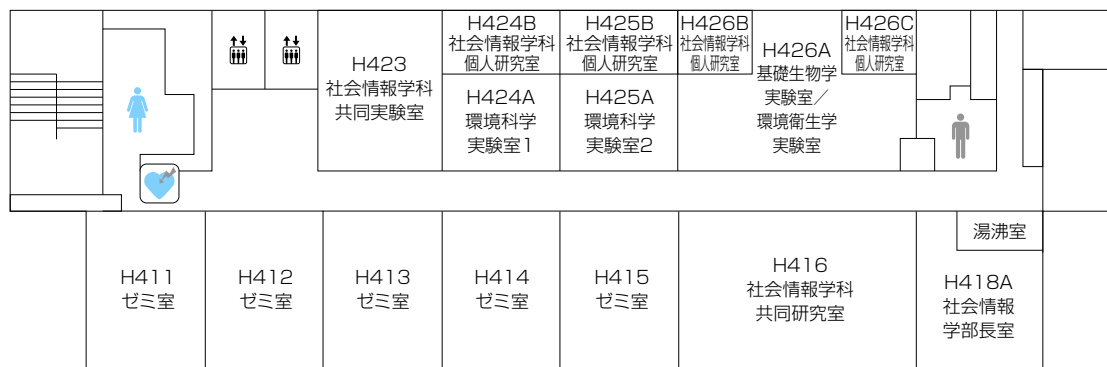 H423
社会情報学科
共同実験室
H424B
社会情報学科
個人研究室
H424A
環境科学
実験室1
H425B
社会情報学科
個人研究室
H425A
環境科学
実験室2
H426B
社会情報学科
個人研究室
H426A
基礎生物学
実験室／
環境衛生学
実験室
H426C
社会情報学科
個人研究室
H411
ゼミ室
H412
ゼミ室
H413
ゼミ室
H414
ゼミ室
H415
ゼミ室
H416
社会情報学科
共同研究室
湯沸室
H418A
社会情報
学部長室